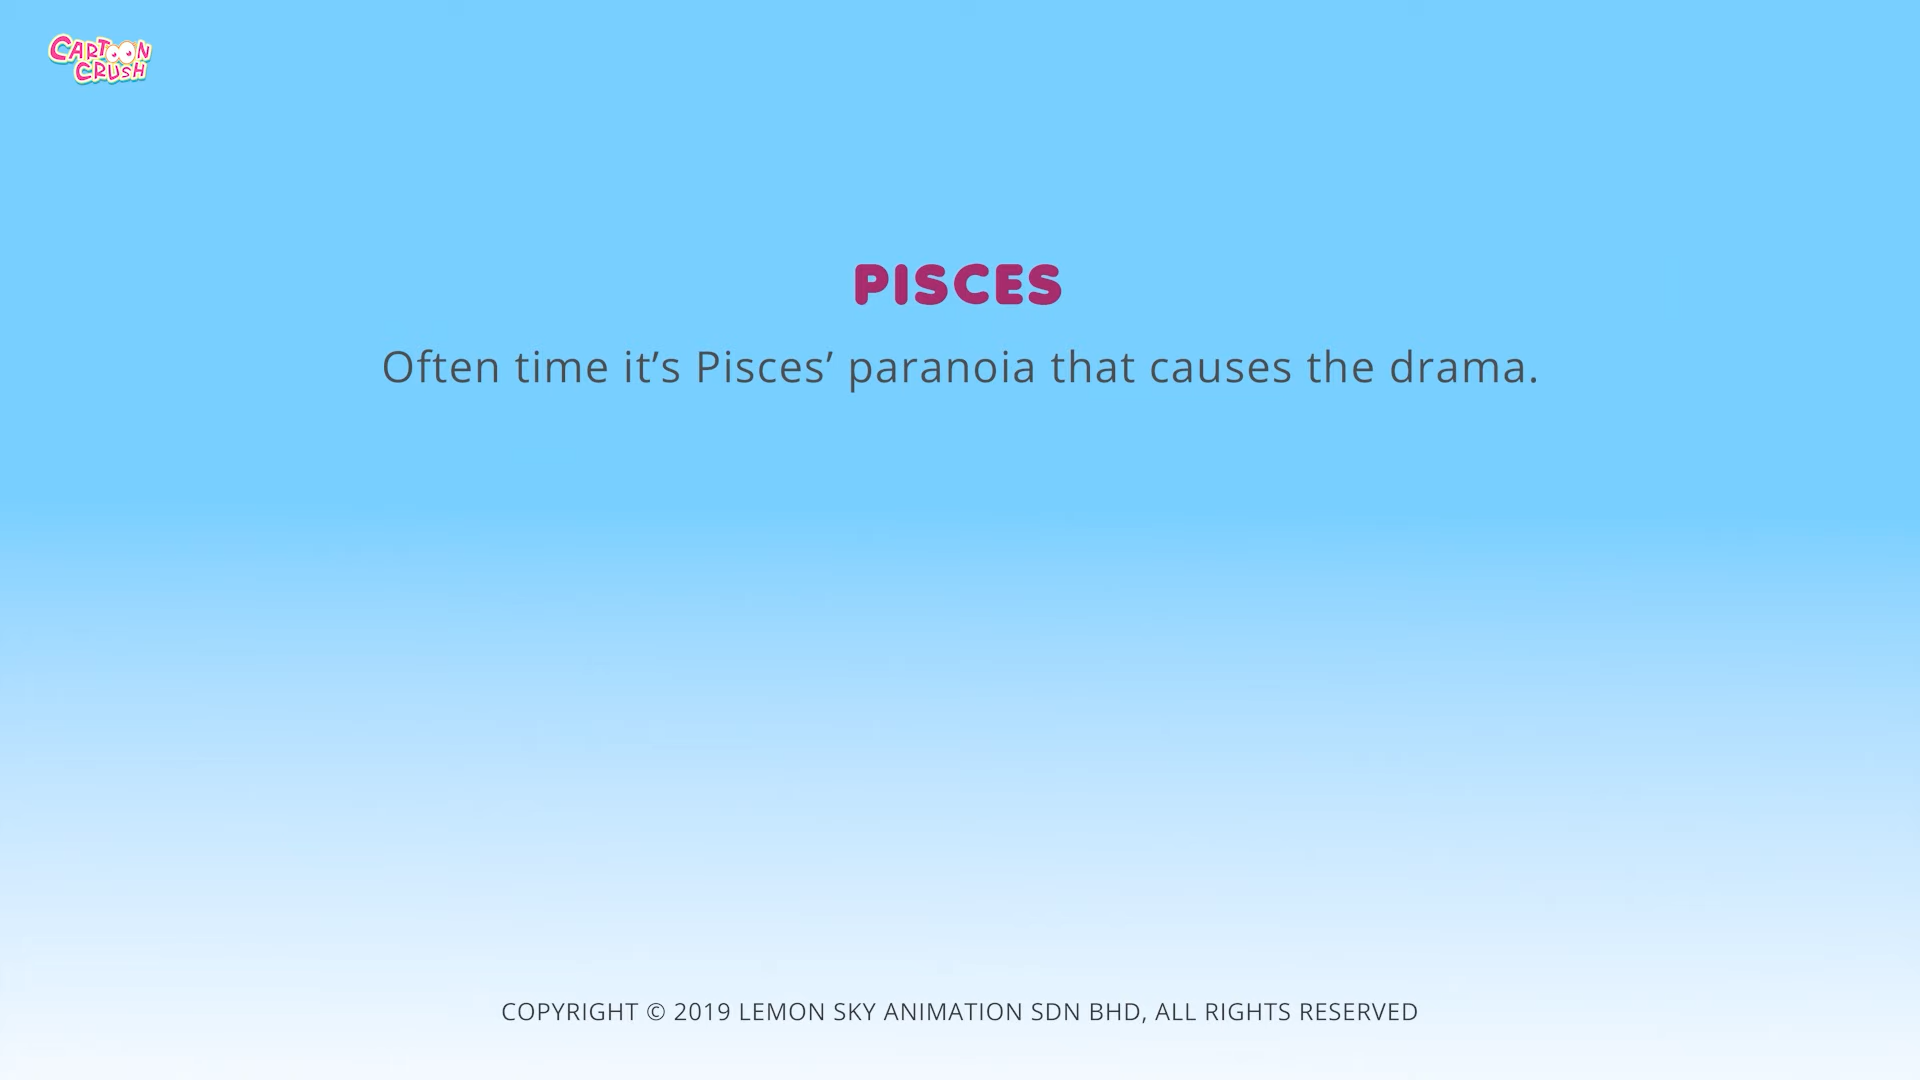 CARTOON
CRUSH
PISCES
Often time it’s Pisces’ paranoia that causes the drama.
COPYRIGHT © 2019 LEMON SKY ANIMATION SDN BHD, ALL RIGHTS RESERVED